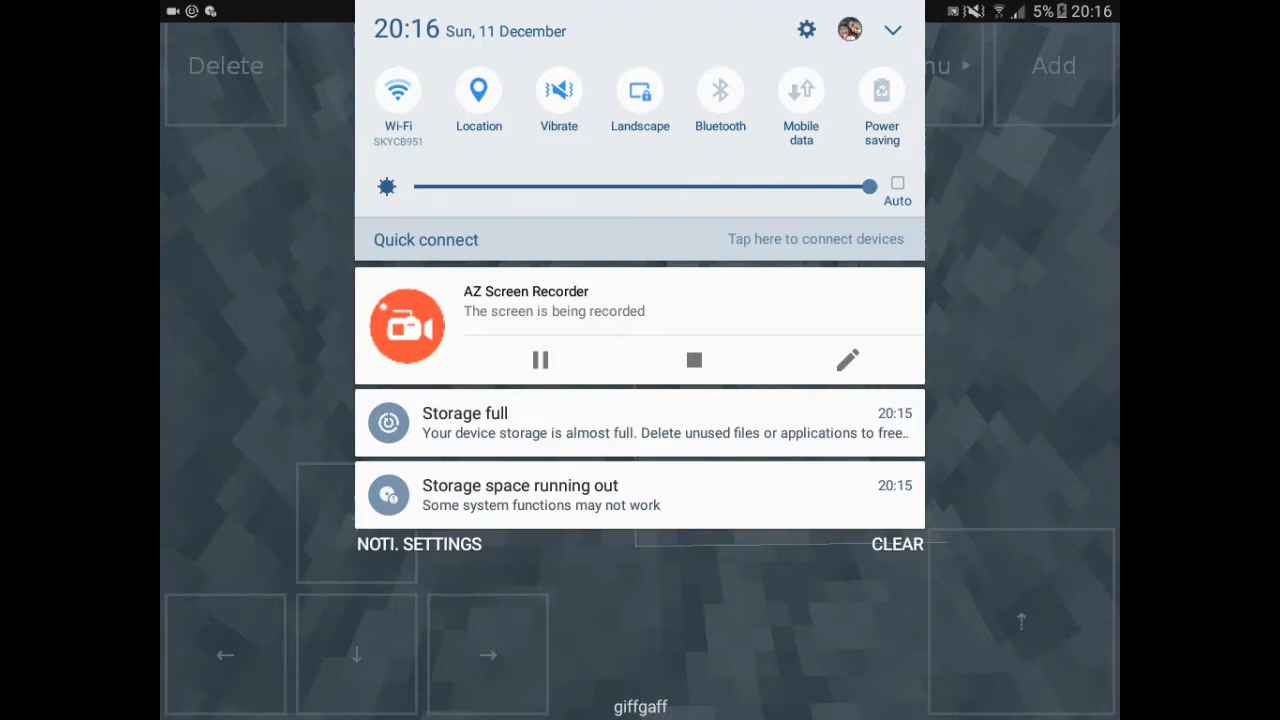 5% 20:16
20:16 Sun, 11 December
Delete
nu
Add
Wi-Fi
SKYCB951
Location
Vibrate
Landscape
Bluetooth
Mobile
data
Power
saving
Auto
Quick connect
Tap here to connect devices
AZ Screen Recorder
The screen is being recorded
Storage full
20:15
Your device storage is almost full. Delete unused files or applications to free..
Storage space running out
20:15
Some system functions may not work
NOTI. SETTINGS
CLEAR
giffgaff